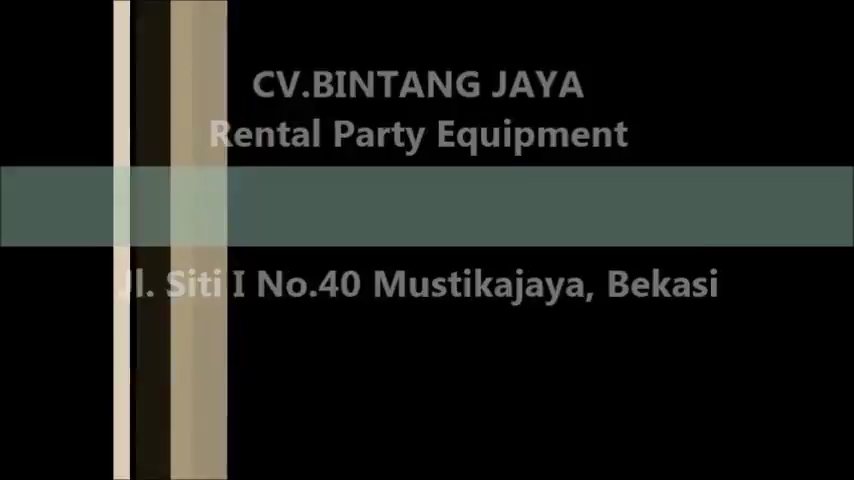 CV.BINTANG JAYA
Rental Party Equipment
Jl. Siti I No.40 Mustikajaya, Bekasi